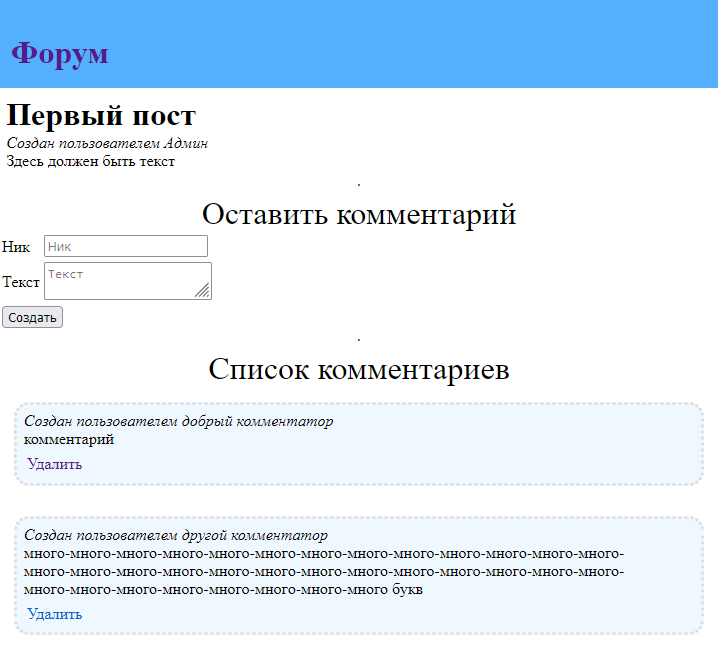 Форум
Первый пост
Создан пользователем Админ
Здесь должен быть текст
Оставить комментарий
Ник Ник
Текст Текст
Создать
Список комментариев
Создан пользователем добрый комментатор
комментарий
Удалить
Создан пользователем другой комментатор
много-много-много-много-много-много-много-много-много-много-много-много-много-
много-много-много-много-много-много-много-много-много-много-много-много-много-
много-много-много-много-много-много-много-много букв
Удалить